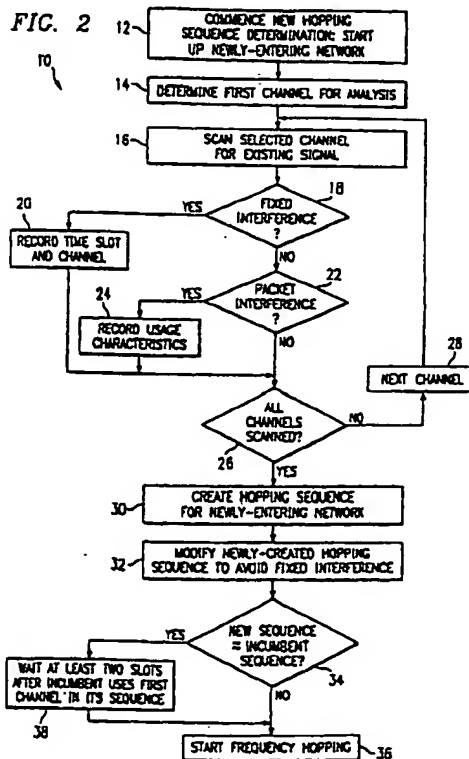 FIG. 2
10
12
COMMENCE NEW HOPPING
SEQUENCE DETERMINATION; START
UP NEWLY-ENTERING NETWORK
14
DETERMINE FIRST CHANNEL FOR ANALYSIS
16
SCAN SELECTED CHANNEL
FOR EXISTING SIGNAL
18
FIXED
INTERFERENCE
?
YES
NO
20
RECORD TIME SLOT
AND CHANNEL
22
PACKET
INTERFERENCE
?
YES
NO
24
RECORD USAGE
CHARACTERISTICS
28
NEXT CHANNEL
ALL
CHANNELS
SCANNED?
26
NO
YES
30
CREATE HOPPING SEQUENCE
FOR NEWLY-ENTERING NETWORK
32
MODIFY NEWLY-CREATED HOPPING
SEQUENCE TO AVOID FIXED INTERFERENCE
NEW SEQUENCE
= INCUMBENT
SEQUENCE?
34
YES
NO
WAIT AT LEAST TWO SLOTS
AFTER INCUMBENT USES FIRST
CHANNEL IN ITS SEQUENCE
38
START FREQUENCY HOPPING
36